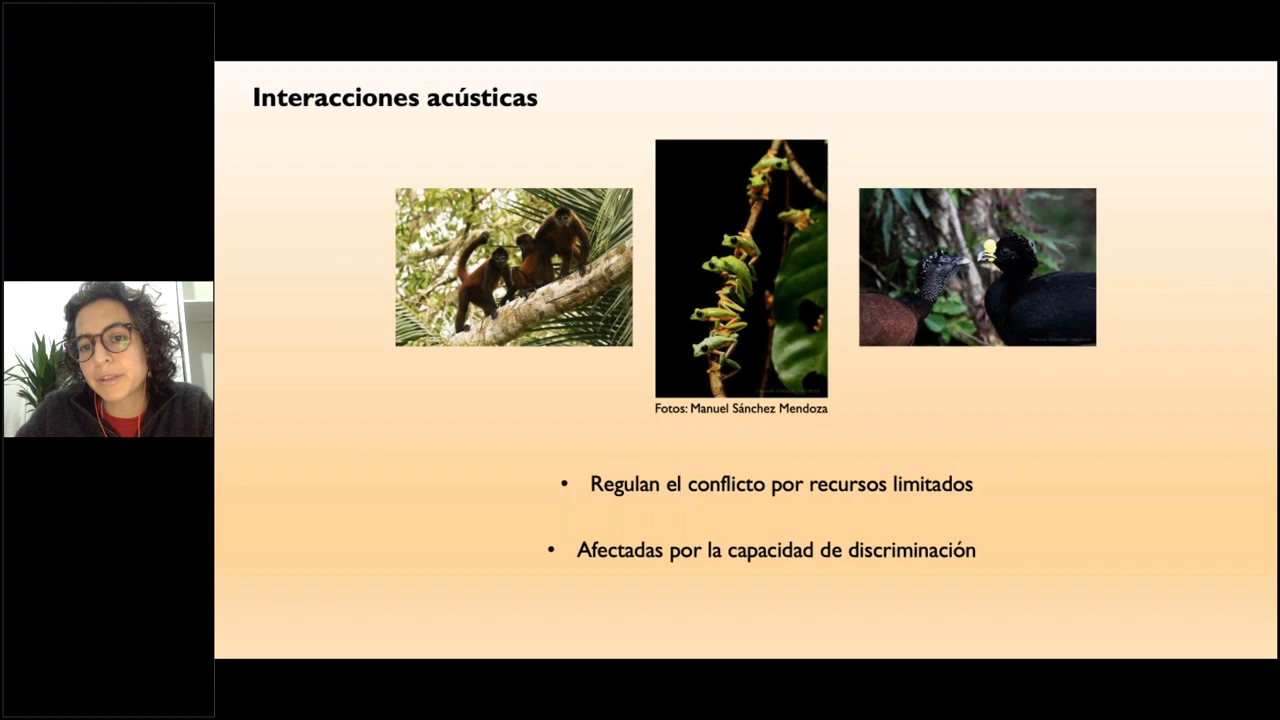 Interacciones acústicas
Fotos: Manuel Sánchez Mendoza
• Regulan el conflicto por recursos limitados
• Afectadas por la capacidad de discriminación